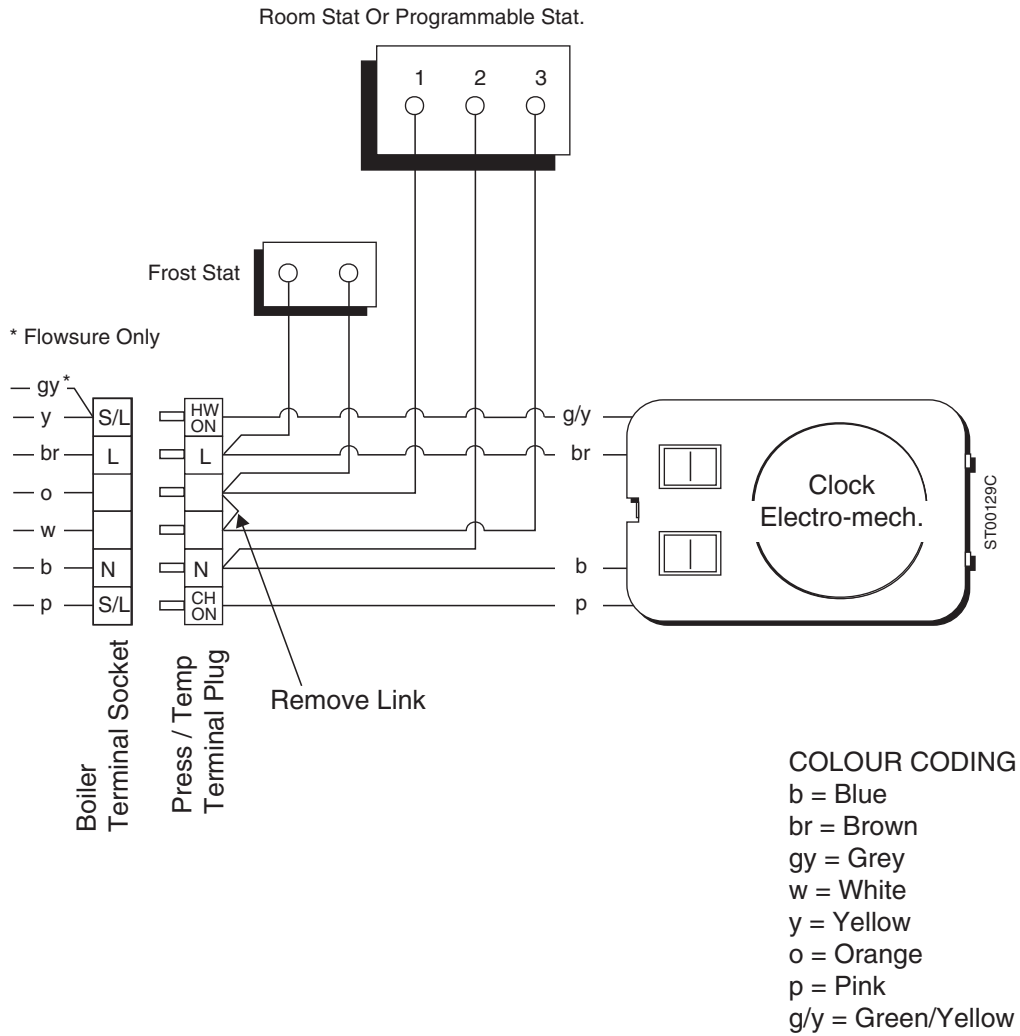 Room Stat Or Programmable Stat.
1 2 3
Frost Stat
* Flowsure Only
gy*
y S/L HW ON g/y
br L L br
o
w
b N N b
p S/L CH ON p
Clock
Electro-mech.
ST00129C
Boiler
Terminal Socket
Press / Temp
Terminal Plug
Remove Link
COLOUR CODING
b = Blue
br = Brown
gy = Grey
w = White
y = Yellow
o = Orange
p = Pink
g/y = Green/Yellow